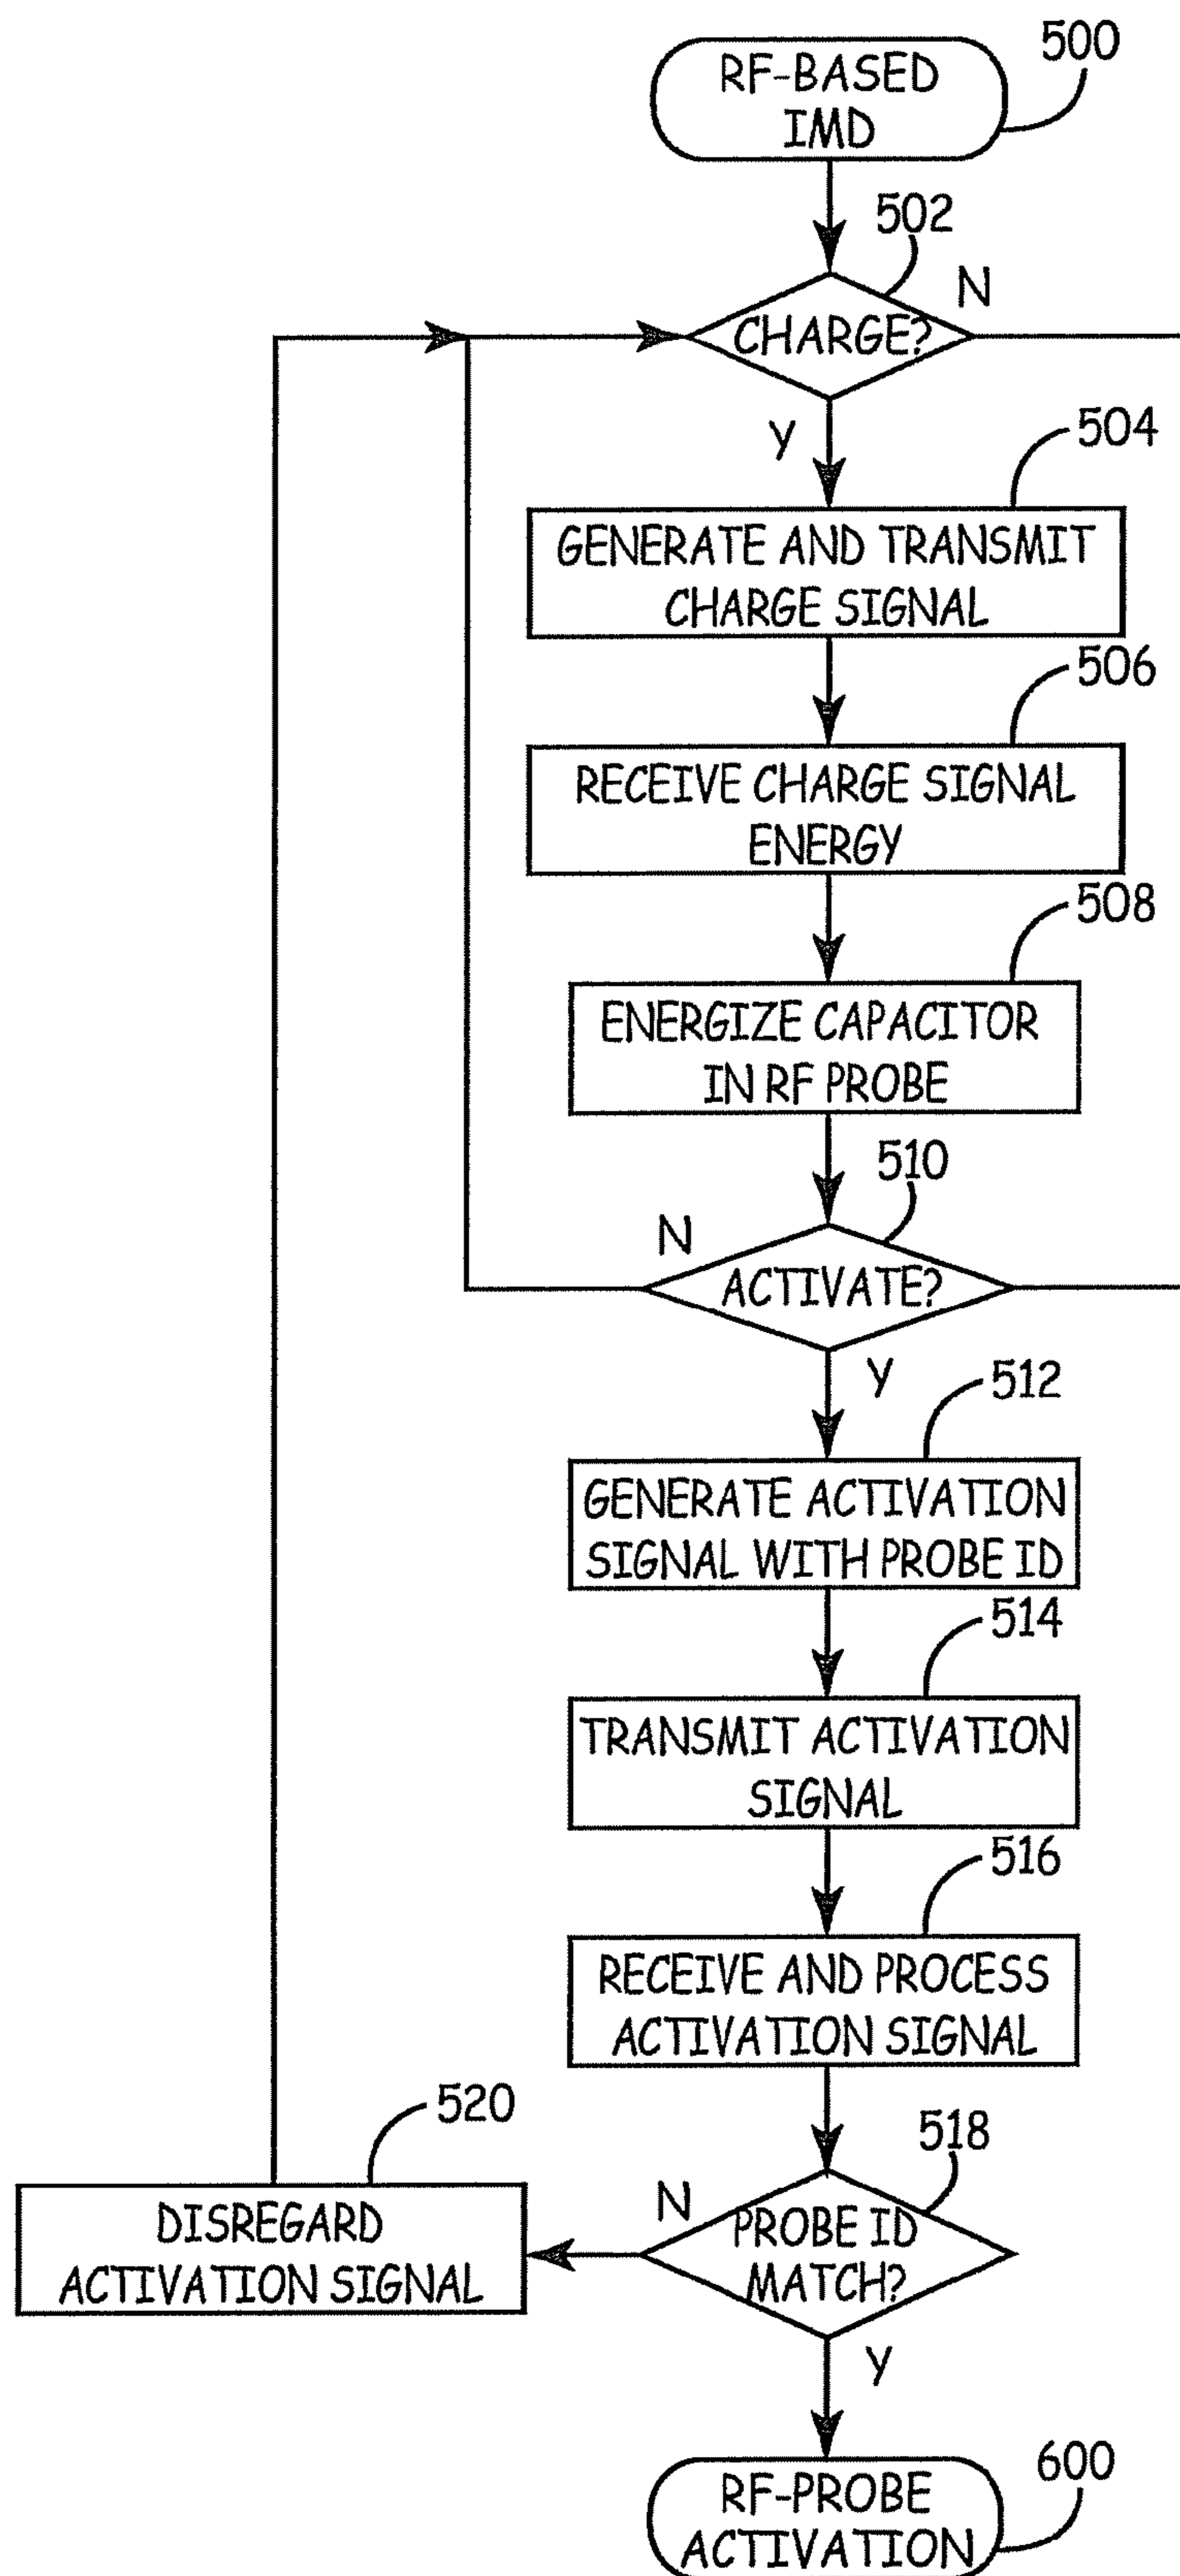 500
RF-BASED
IMD
502
N
CHARGE?
Y
504
GENERATE AND TRANSMIT
CHARGE SIGNAL
506
RECEIVE CHARGE SIGNAL
ENERGY
508
ENERGIZE CAPACITOR
IN RF PROBE
510
N
ACTIVATE?
Y
512
GENERATE ACTIVATION
SIGNAL WITH PROBE ID
514
TRANSMIT ACTIVATION
SIGNAL
516
RECEIVE AND PROCESS
ACTIVATION SIGNAL
518
N
PROBE ID
MATCH?
520
DISREGARD
ACTIVATION SIGNAL
Y
600
RF-PROBE
ACTIVATION